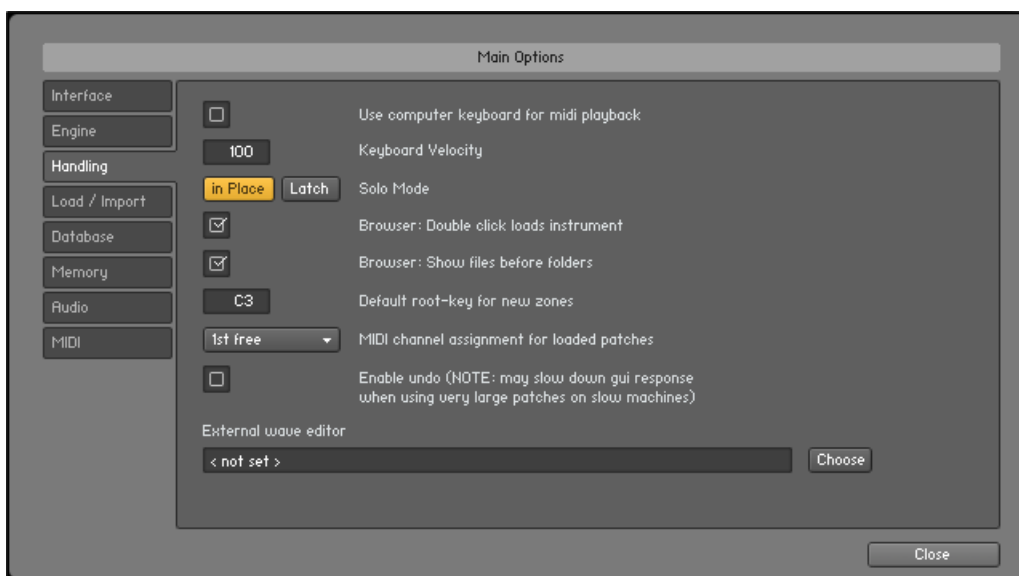 Main Options
Interface
Engine
Handling
Load / Import
Database
Memory
Audio
MIDI
Use computer keyboard for midi playback
100 Keyboard Velocity
in Place Latch Solo Mode
Browser: Double click loads instrument
Browser: Show files before folders
C3 Default root-key for new zones
1st free MIDI channel assignment for loaded patches
Enable undo (NOTE: may slow down gui response
when using very large patches on slow machines)
External wave editor
< not set > Choose
Close